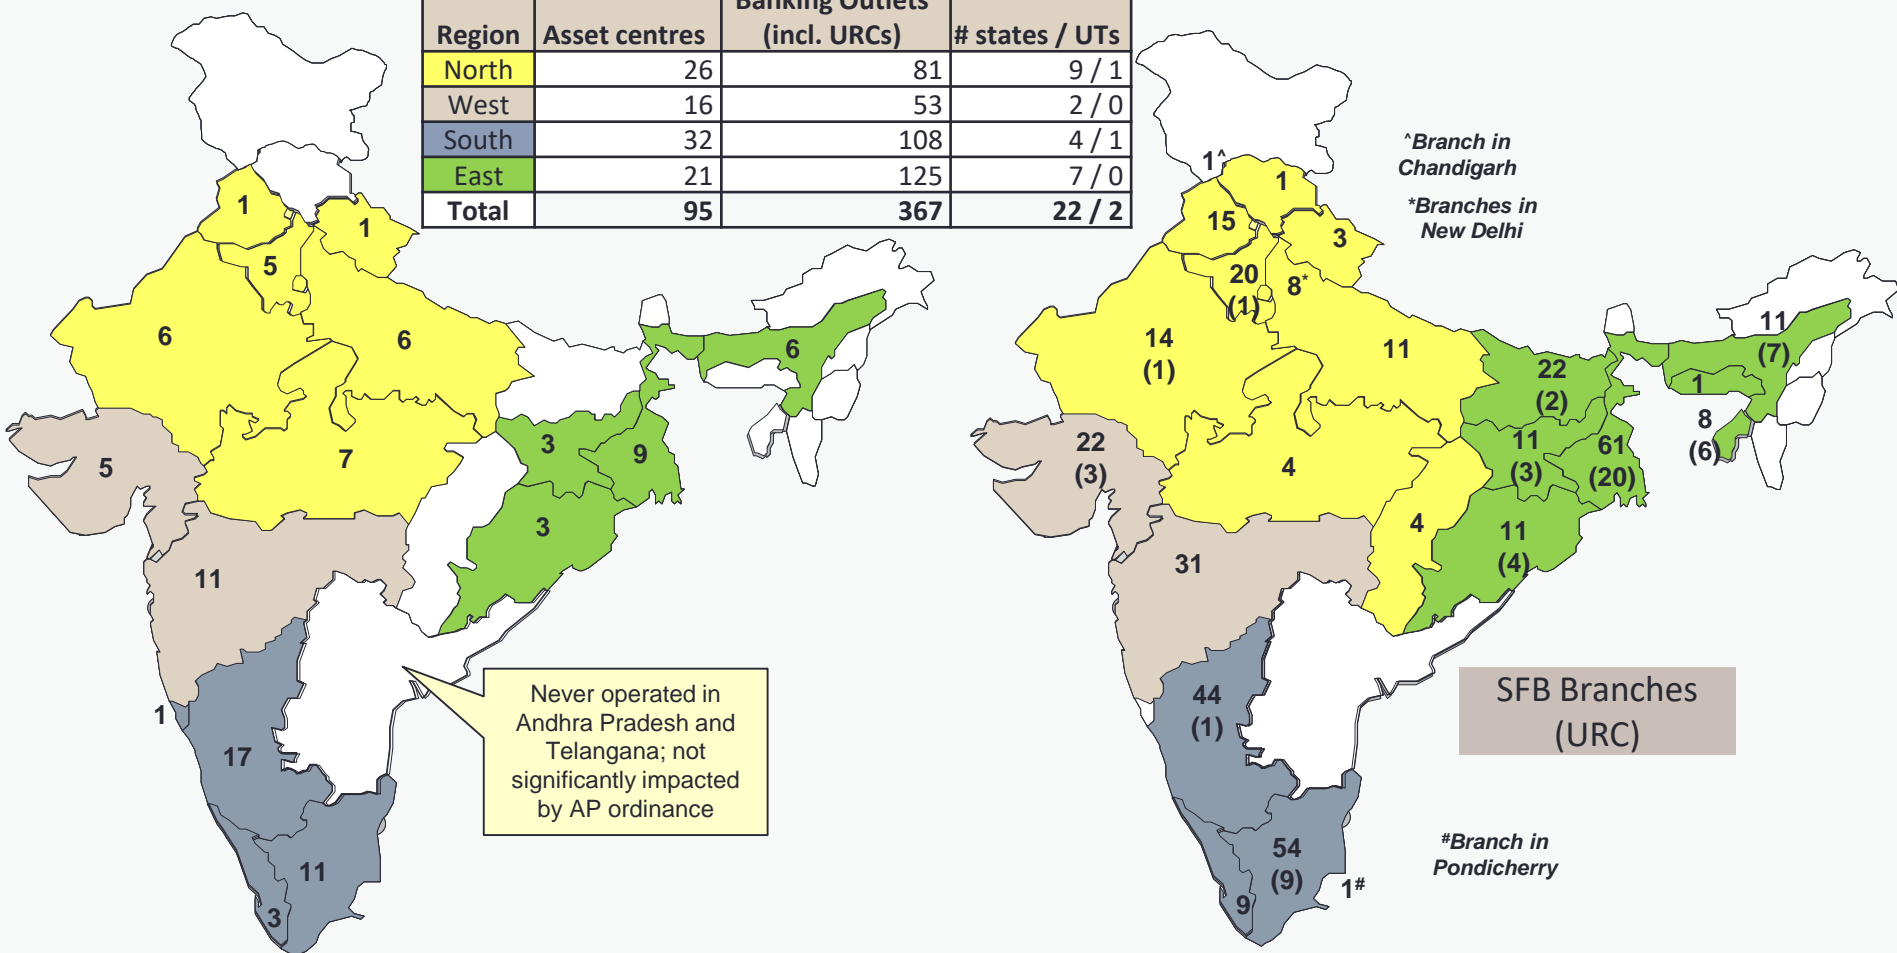 Banking Outlets
Region Asset centres (incl. URCs) # states / UTs
North 26 81 9 / 1
West 16 53 2 / 0
South 32 108 4 / 1
East 21 125 7 / 0
Total 95 367 22 / 2
1
1
5
6
6
6
7
5
3
9
3
11
1
17
11
3
Never operated in
Andhra Pradesh and
Telangana; not
significantly impacted
by AP ordinance
^Branch in
Chandigarh
*Branches in
New Delhi
1^
1
15
3
20
(1)
8*
14
(1)
11
11
(7)
22
(2)
1
8
(6)
22
(3)
11
(3)
61
(20)
4
4
11
(4)
31
44
(1)
SFB Branches
(URC)
54
(9)
9
1#
#Branch in
Pondicherry